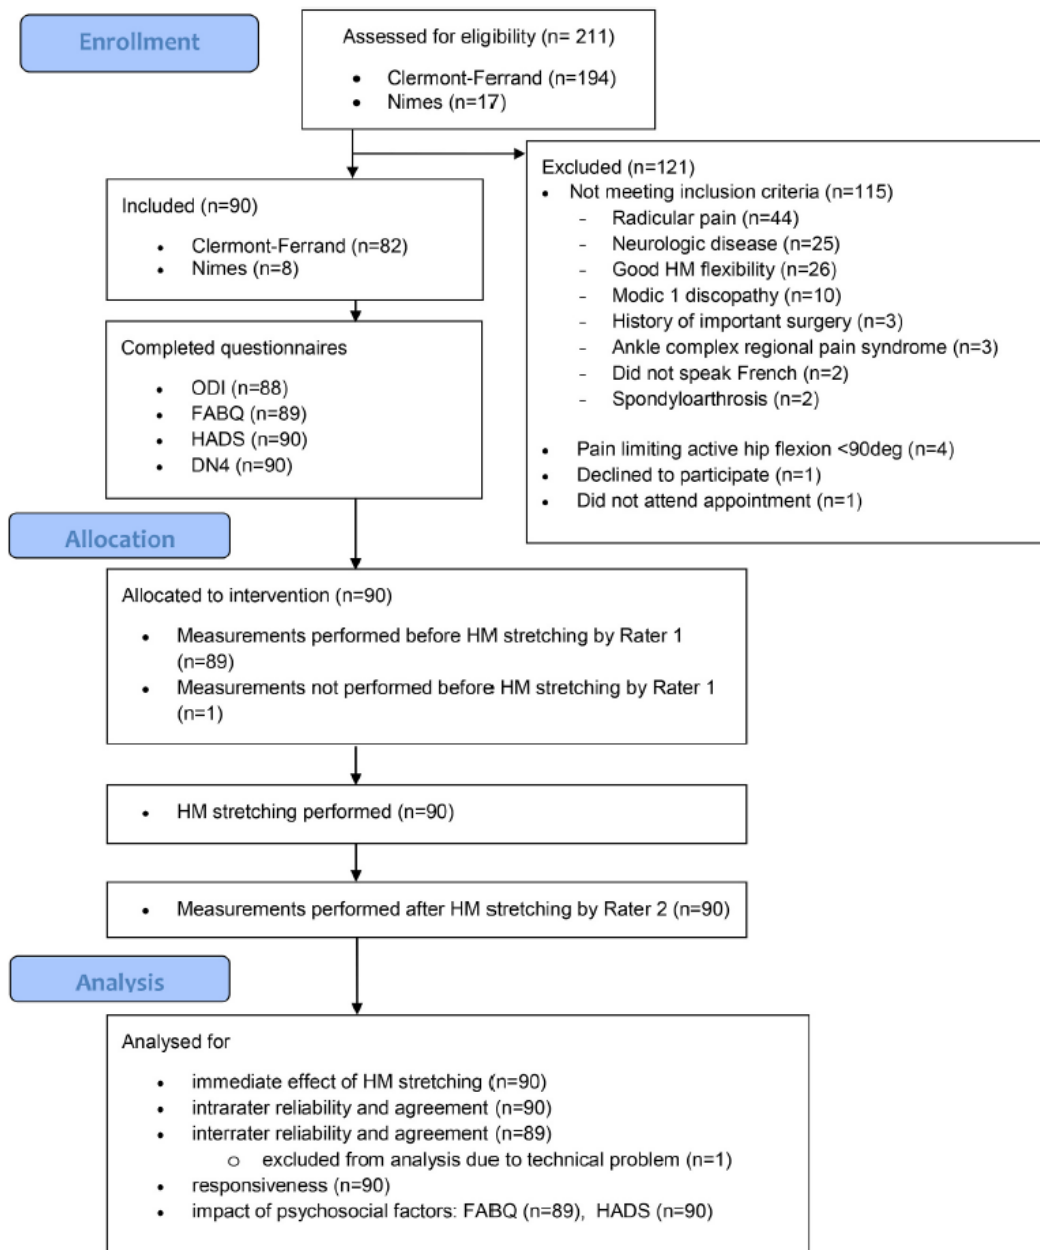 Enrollment
Assessed for eligibility (n= 211)
• Clermont-Ferrand (n=194)
• Nimes (n=17)
Excluded (n=121)
• Not meeting inclusion criteria (n=115)
- Radicular pain (n=44)
- Neurologic disease (n=25)
- Good HM flexibility (n=26)
- Modic 1 discopathy (n=10)
- History of important surgery (n=3)
- Ankle complex regional pain syndrome (n=3)
- Did not speak French (n=2)
- Spondyloarthrosis (n=2)
• Pain limiting active hip flexion <90deg (n=4)
• Declined to participate (n=1)
• Did not attend appointment (n=1)
Included (n=90)
• Clermont-Ferrand (n=82)
• Nimes (n=8)
Completed questionnaires
• ODI (n=88)
• FABQ (n=89)
• HADS (n=90)
• DN4 (n=90)
Allocation
Allocated to intervention (n=90)
• Measurements performed before HM stretching by Rater 1
(n=89)
• Measurements not performed before HM stretching by Rater 1
(n=1)
• HM stretching performed (n=90)
• Measurements performed after HM stretching by Rater 2 (n=90)
Analysis
Analysed for
• immediate effect of HM stretching (n=90)
• intrarater reliability and agreement (n=90)
• interrater reliability and agreement (n=89)
o excluded from analysis due to technical problem (n=1)
• responsiveness (n=90)
• impact of psychosocial factors: FABQ (n=89), HADS (n=90)